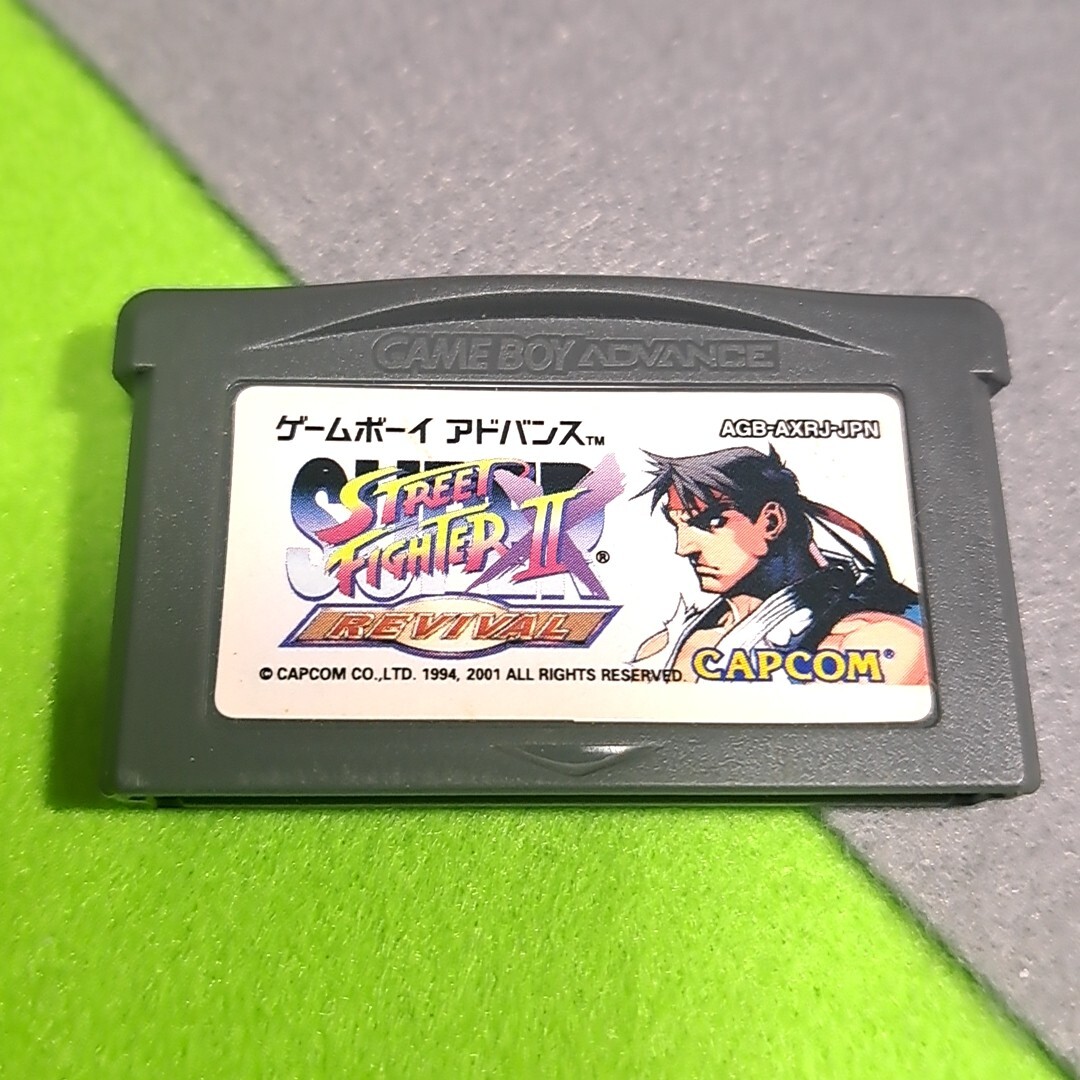 GAME BOY ADVANCE
ゲームボーイ アドバンス™
AGB-AXRJ-JPN
SUPER X
STREET
FIGHTER II®
REVIVAL
© CAPCOM CO.,LTD. 1994, 2001 ALL RIGHTS RESERVED.
CAPCOM®